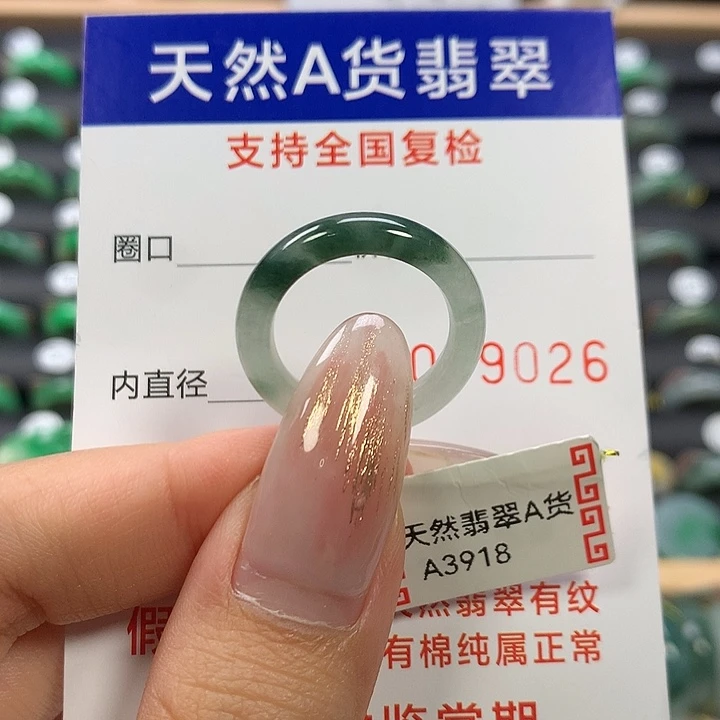 天然A货翡翠
支持全国复检
圈口
内直径
9026
天然翡翠A货
A3918
假
然翡翠有纹
有棉纯属正常